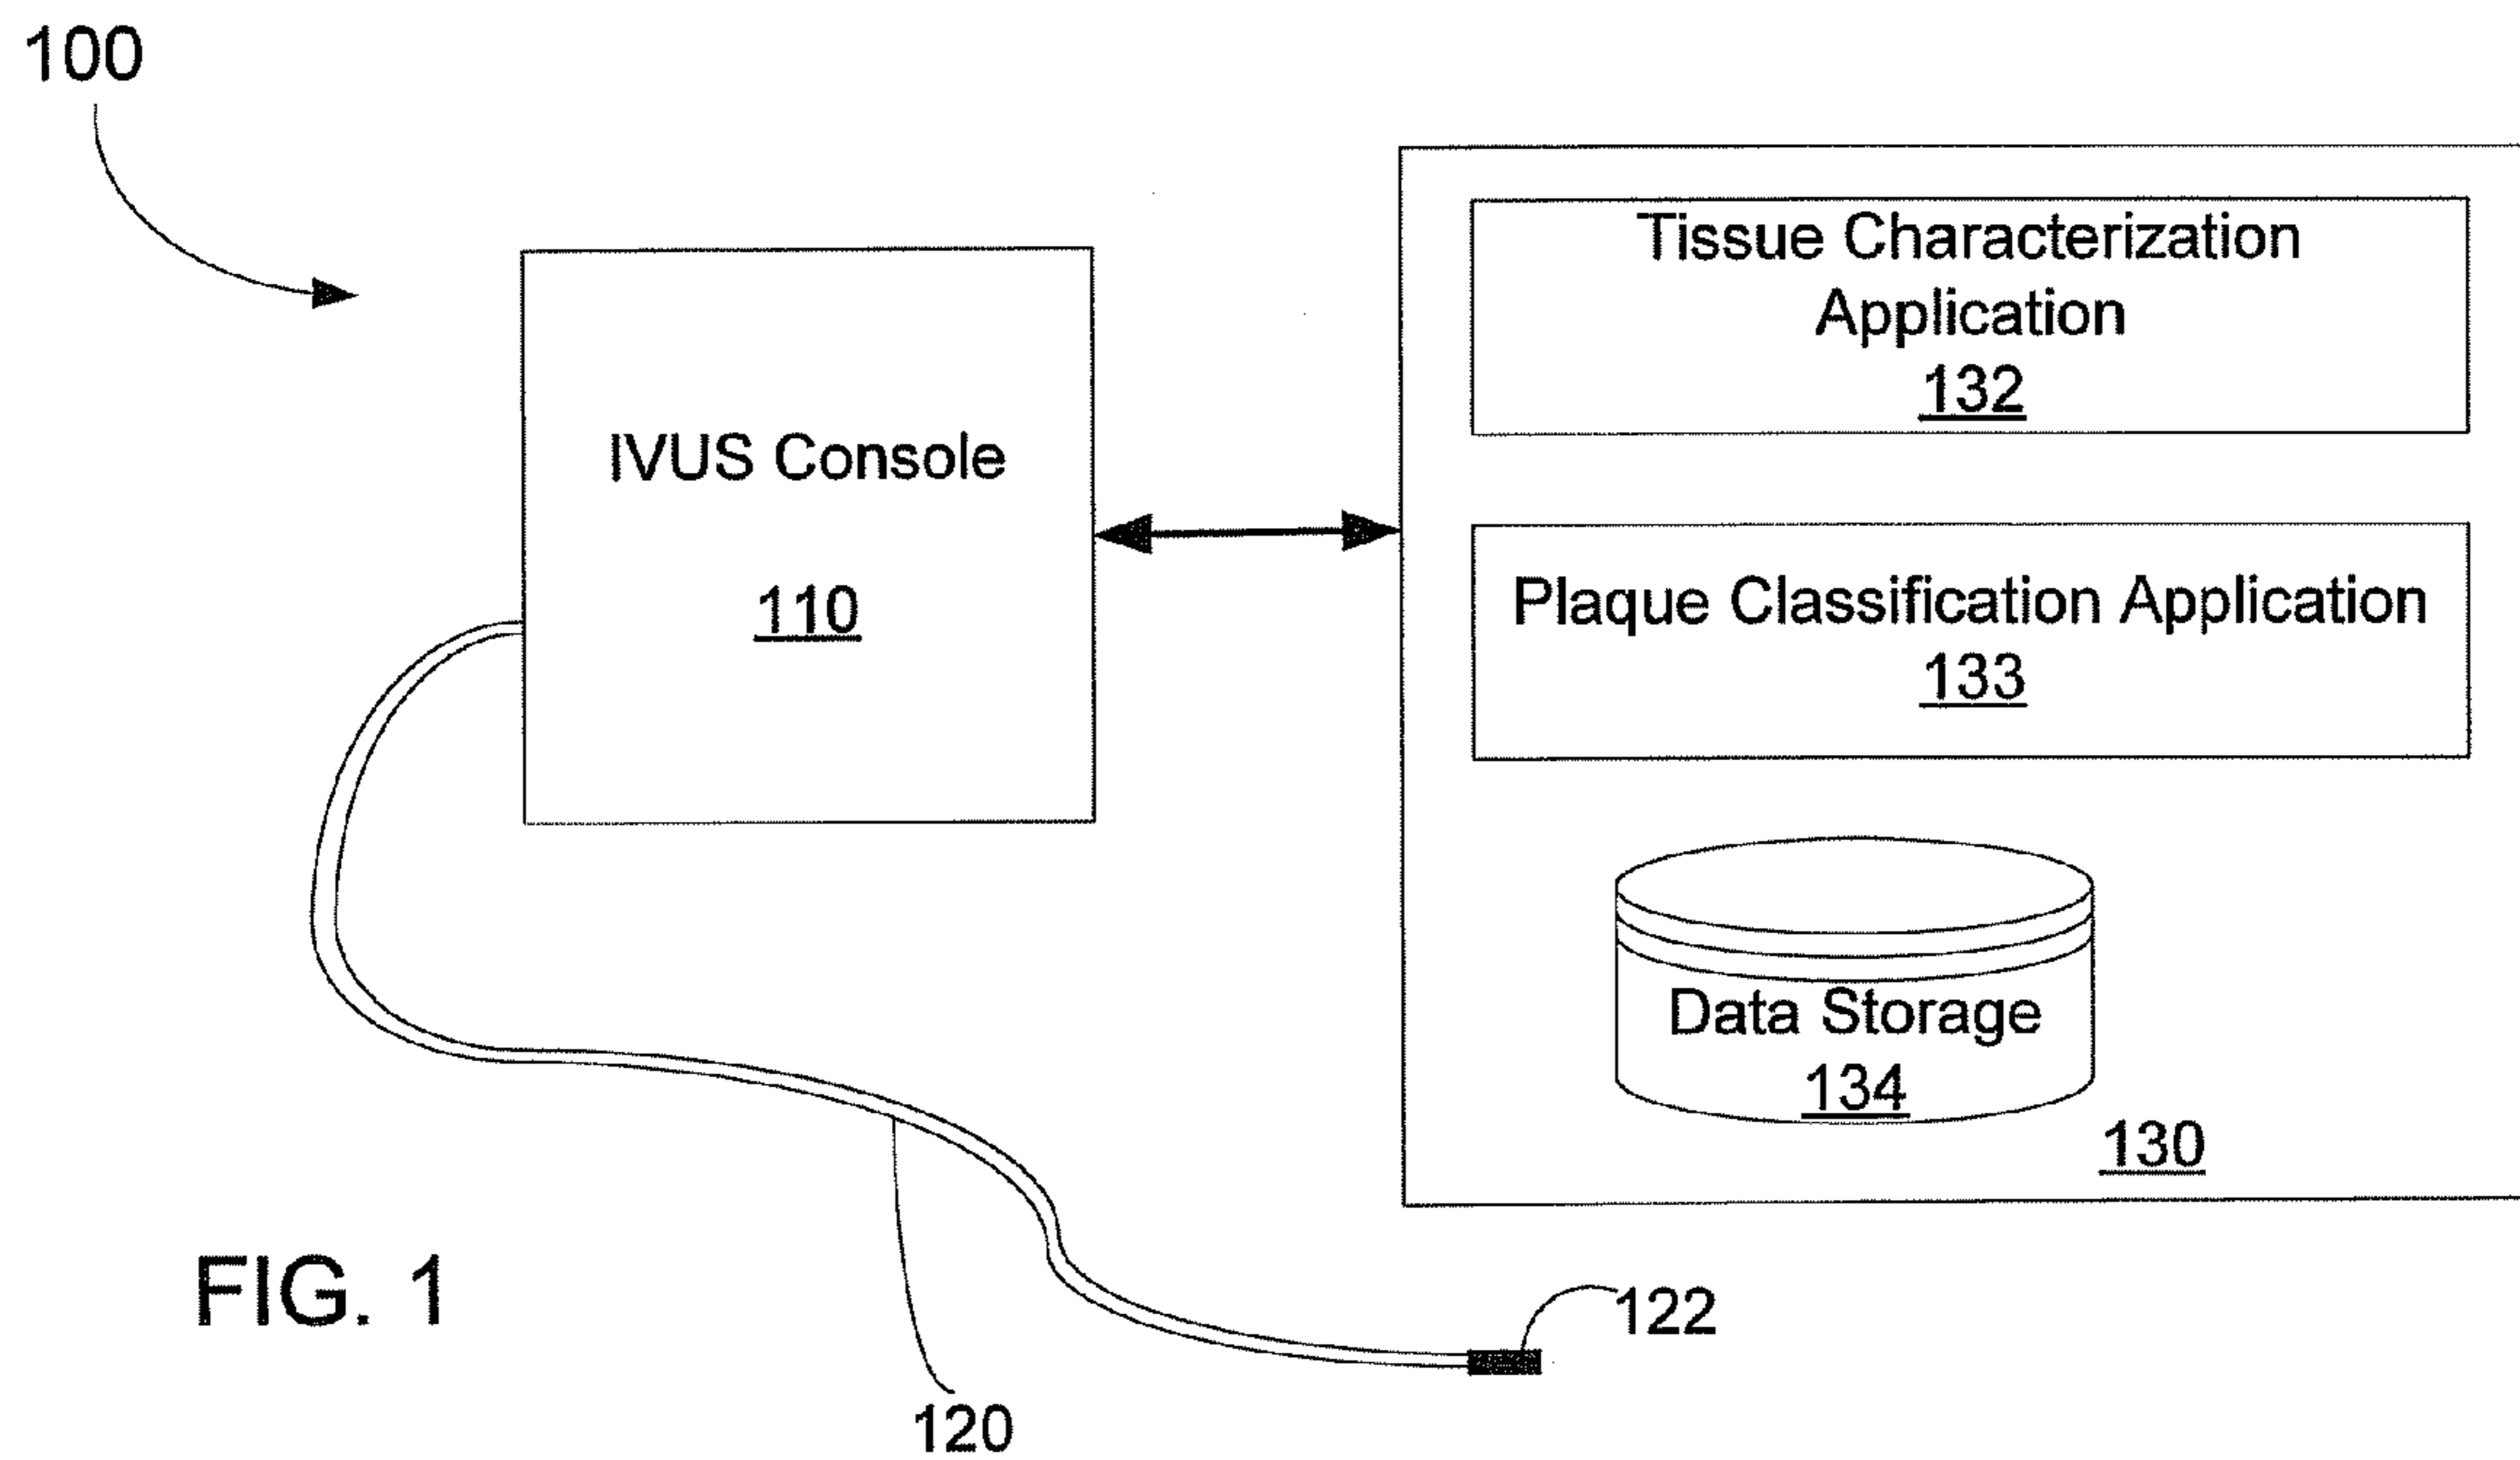 100
Tissue Characterization
Application
132
IVUS Console
110
Plaque Classification Application
133
Data Storage
134
130
FIG. 1
122
120